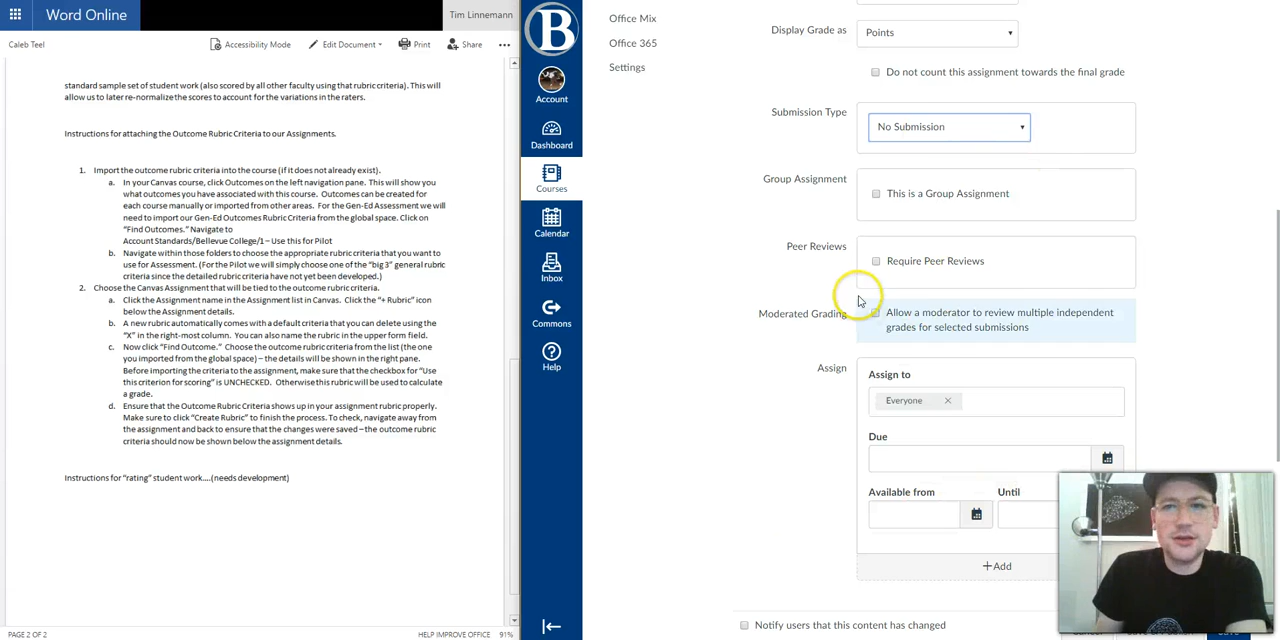 Word Online
Tim Linnemann
Caleb Teel
Accessibility Mode
Edit Document
Print
Share
standard sample set of student work (also scored by all other faculty using that rubric criteria). This will
allow us to later re-normalize the scores to account for the variations in the raters.
Instructions for attaching the Outcome Rubric Criteria to our Assignments.
1. Import the outcome rubric criteria into the course (if it does not already exist).
a. In your Canvas course, click Outcomes on the left navigation pane. This will show you
what outcomes you have associated with this course. Outcomes can be created for
each course manually or imported from other areas. For the Gen-Ed Assessment we will
need to import our Gen-Ed Outcomes Rubric Criteria from the global space. Click on
"Find Outcomes." Navigate to
Account Standards/Bellevue College/1 – Use this for Pilot
b. Navigate within those folders to choose the appropriate rubric criteria that you want to
use for Assessment. (For the Pilot we will simply choose one of the "big 3" general rubric
criteria since the detailed rubric criteria have not yet been developed.)
2. Choose the Canvas Assignment that will be tied to the outcome rubric criteria.
a. Click the Assignment name in the Assignment list in Canvas. Click the "+ Rubric" icon
below the Assignment details.
b. A new rubric automatically comes with a default criteria that you can delete using the
"X" in the right-most column. You can also name the rubric in the upper form field.
c. Now click "Find Outcome." Choose the outcome rubric criteria from the list (the one
you imported from the global space) – the details will be shown in the right pane.
Before importing the criteria to the assignment, make sure that the checkbox for "Use
this criterion for scoring" is UNCHECKED. Otherwise this rubric will be used to calculate
a grade.
d. Ensure that the Outcome Rubric Criteria shows up in your assignment rubric properly.
Make sure to click "Create Rubric" to finish the process. To check, navigate away from
the assignment and back to ensure that the changes were saved – the outcome rubric
criteria should now be shown below the assignment details.
Instructions for "rating" student work....(needs development)
PAGE 2 OF 2
HELP IMPROVE OFFICE
91%
B
Account
Dashboard
Courses
Calendar
Inbox
Commons
Help
Office Mix
Office 365
Settings
Display Grade as
Points
Do not count this assignment towards the final grade
Submission Type
No Submission
Group Assignment
This is a Group Assignment
Peer Reviews
Require Peer Reviews
Moderated Grading
Allow a moderator to review multiple independent
grades for selected submissions
Assign
Assign to
Everyone
Due
Available from
Until
+Add
Notify users that this content has changed